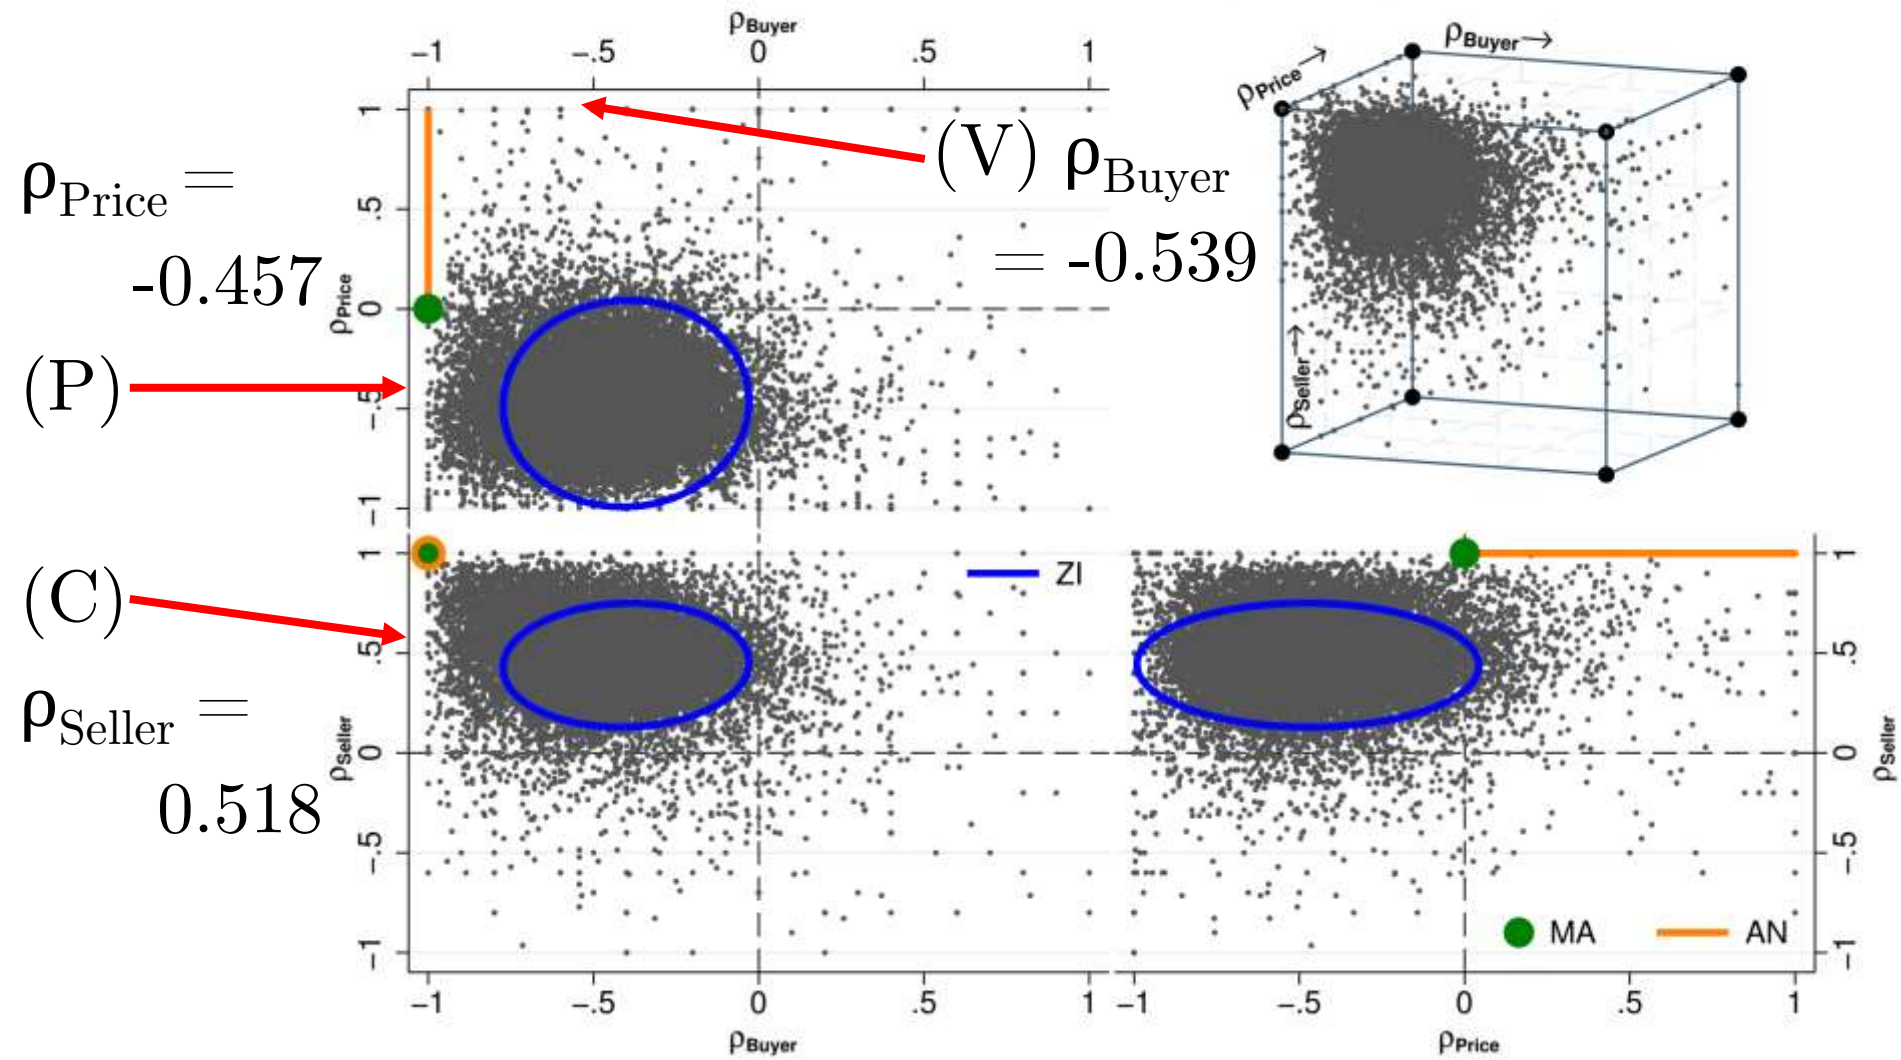 ρBuyer
−1 −.5 0 .5 1
ρPrice→
ρBuyer→
ρSeller→
ρPrice =
-0.457
(P)
(C)
ρSeller =
0.518
(V) ρBuyer
= -0.539
ρPrice
1
.5
0
−.5
−1
ρSeller
1
.5
0
−.5
−1
ZI
MA
AN
1
.5
0
−.5
−1
ρSeller
−1 −.5 0 .5 1
ρBuyer
−1 −.5 0 .5 1
ρPrice